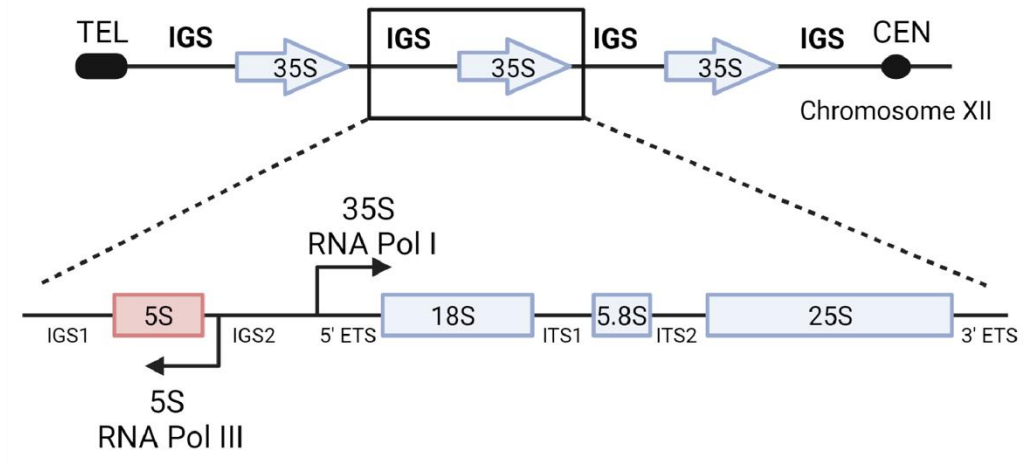 TEL IGS IGS IGS IGS CEN
35S 35S 35S
Chromosome XII
35S
RNA Pol I
5S 18S 5.8S 25S
IGS1 IGS2 5' ETS ITS1 ITS2 3' ETS
5S
RNA Pol III